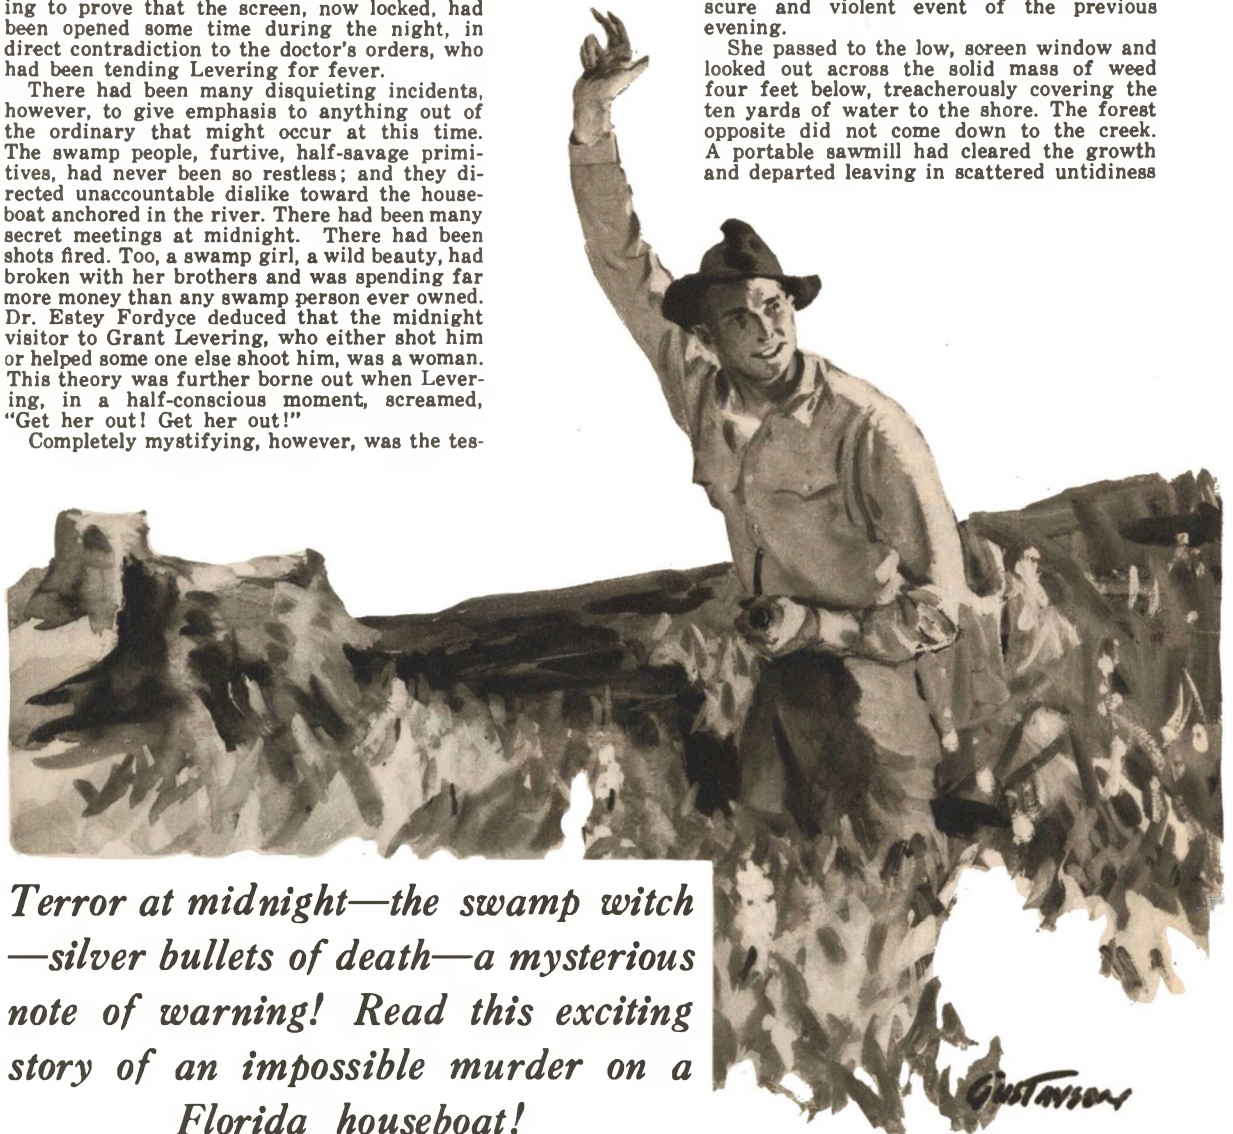 ing to prove that the screen, now locked, had
been opened some time during the night, in
direct contradiction to the doctor's orders, who
had been tending Levering for fever.
There had been many disquieting incidents,
however, to give emphasis to anything out of
the ordinary that might occur at this time.
The swamp people, furtive, half-savage primi-
tives, had never been so restless; and they di-
rected unaccountable dislike toward the house-
boat anchored in the river. There had been many
secret meetings at midnight. There had been
shots fired. Too, a swamp girl, a wild beauty, had
broken with her brothers and was spending far
more money than any swamp person ever owned.
Dr. Estey Fordyce deduced that the midnight
visitor to Grant Levering, who either shot him
or helped some one else shoot him, was a woman.
This theory was further borne out when Lever-
ing, in a half-conscious moment, screamed,
"Get her out! Get her out!"
Completely mystifying, however, was the tes-
scure and violent event of the previous
evening.
She passed to the low, screen window and
looked out across the solid mass of weed
four feet below, treacherously covering the
ten yards of water to the shore. The forest
opposite did not come down to the creek.
A portable sawmill had cleared the growth
and departed leaving in scattered untidiness
Terror at midnight—the swamp witch
—silver bullets of death—a mysterious
note of warning! Read this exciting
story of an impossible murder on a
Florida houseboat!
GUSTAVSON